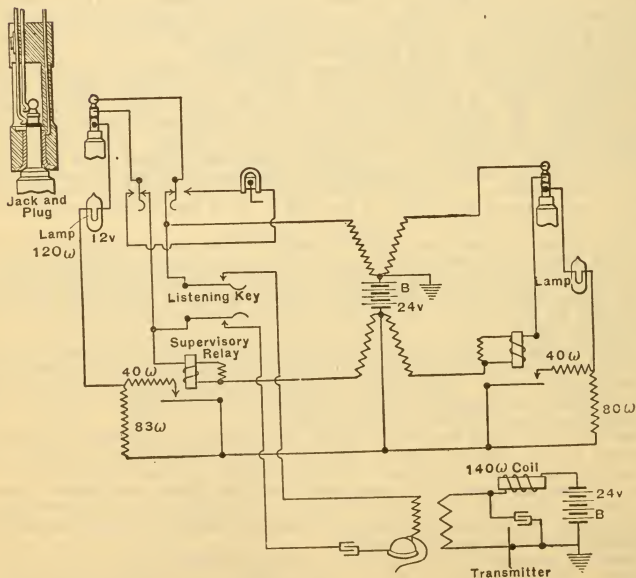 Jack and
Plug
Lamp
120ω
12v
Listening Key
Supervisory
Relay
40ω
83ω
B
24v
Lamp
40ω
80ω
140ω Coil
24v
B
Transmitter